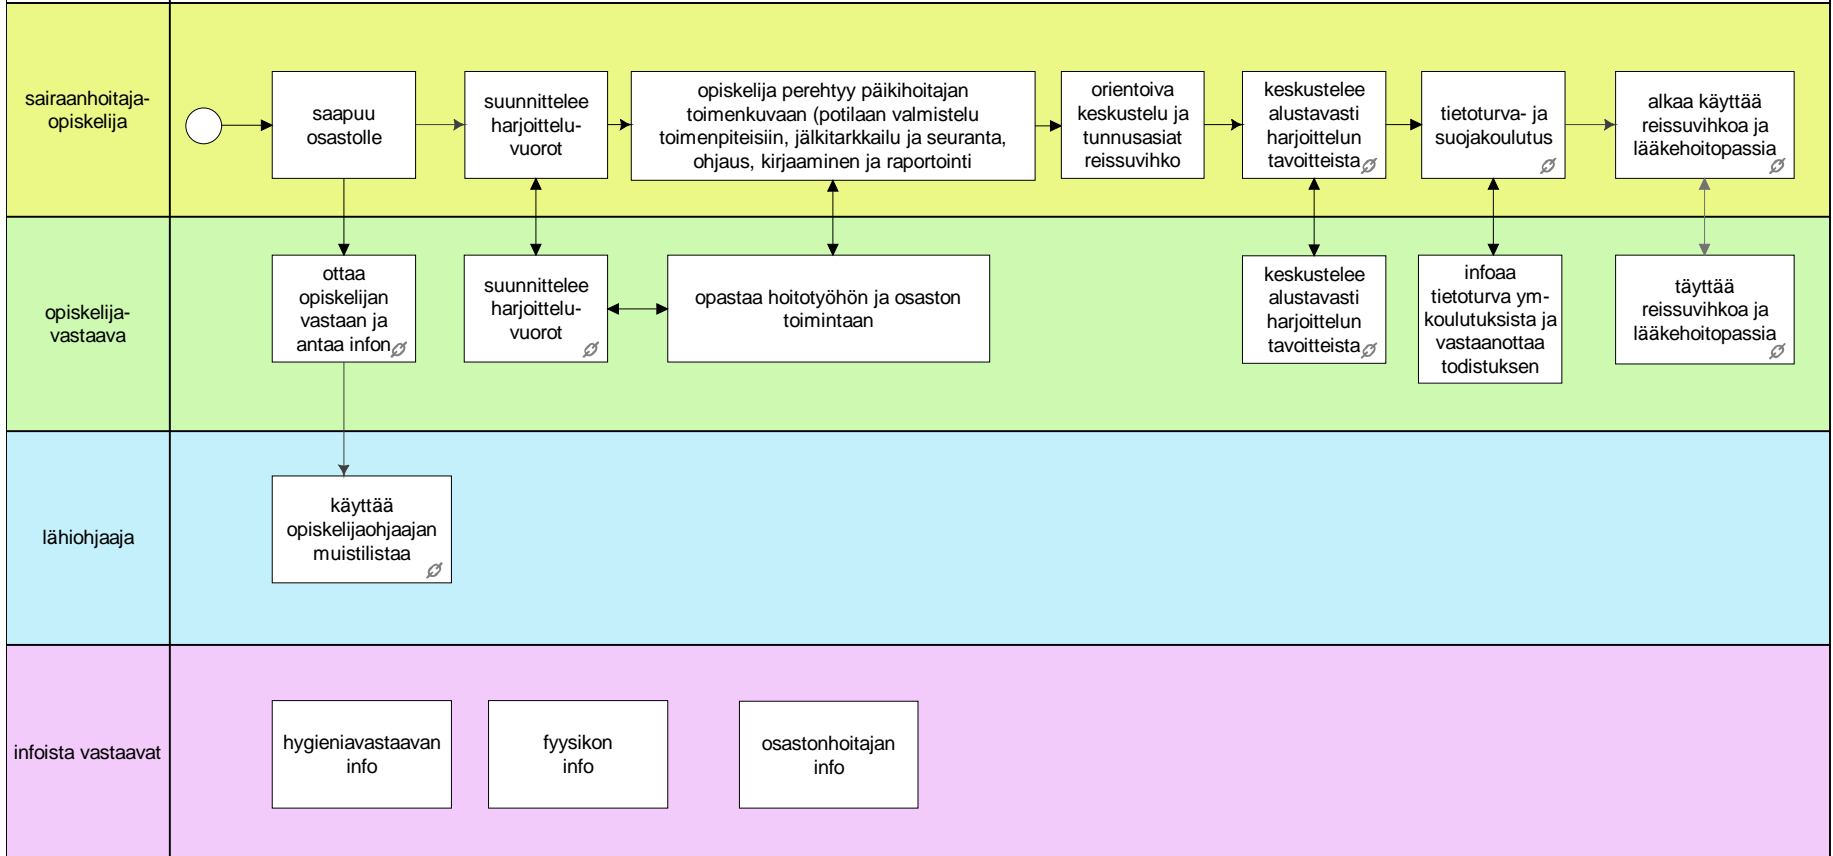 sairaanhoitaja-
opiskelija
saapuu
osastolle
suunnittelee
harjoittelu-
vuorot
opiskelija perehtyy päikihoitajan
toimenkuvaan (potilaan valmistelu
toimenpiteisiin, jälkitarkkailu ja seuranta,
ohjaus, kirjaaminen ja raportointi
orientoiva
keskustelu ja
tunnusasiat
reissuvihko
keskustelee
alustavasti
harjoittelun
tavoitteista
tietoturva- ja
suojakoulutus
alkaa käyttää
reissuvihkoa ja
lääkehoitopassia
opiskelija-
vastaava
ottaa
opiskelijan
vastaan ja
antaa infon
suunnittelee
harjoittelu-
vuorot
opastaa hoitotyöhön ja osaston
toimintaan
keskustelee
alustavasti
harjoittelun
tavoitteista
infoaa
tietoturva ym-
koulutuksista ja
vastaanottaa
todistuksen
täyttää
reissuvihkoa ja
lääkehoitopassia
lähiohjaaja
käyttää
opiskelijaohjaajan
muistilistaa
infoista vastaavat
hygieniavastaavan
info
fyysikon
info
osastonhoitajan
info